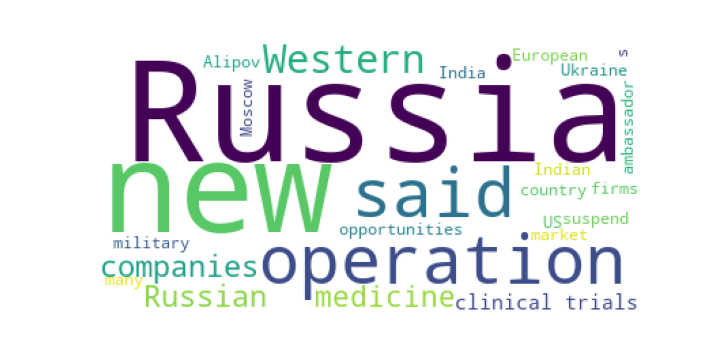 Alipov Western India European s
Ukraine
Moscow
Russia
ambassador
new said Indian
country firms
opportunities US suspend
military operation market
companies
many Russian medicine clinical trials